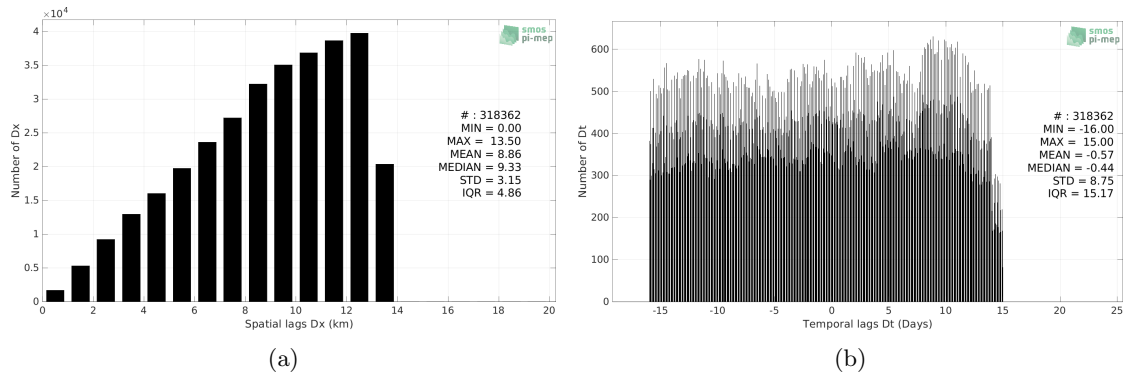 ×10⁴
4
3.5
3
2.5
2
1.5
1
0.5
0
Number of Dx
0 2 4 6 8 10 12 14 16 18 20
Spatial lags Dx (km)
smos
pi-mep
# : 318362
MIN = 0.00
MAX = 13.50
MEAN = 8.86
MEDIAN = 9.33
STD = 3.15
IQR = 4.86
(a)
600
500
400
300
200
100
0
Number of Dt
-15 -10 -5 0 5 10 15 20 25
Temporal lags Dt (Days)
smos
pi-mep
# : 318362
MIN = -16.00
MAX = 15.00
MEAN = -0.57
MEDIAN = -0.44
STD = 8.75
IQR = 15.17
(b)